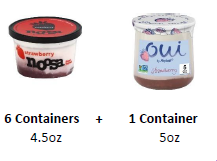 strawberry
noosa
oui
by Yoplait
strawberry
6 Containers + 1 Container
4.5oz 5oz